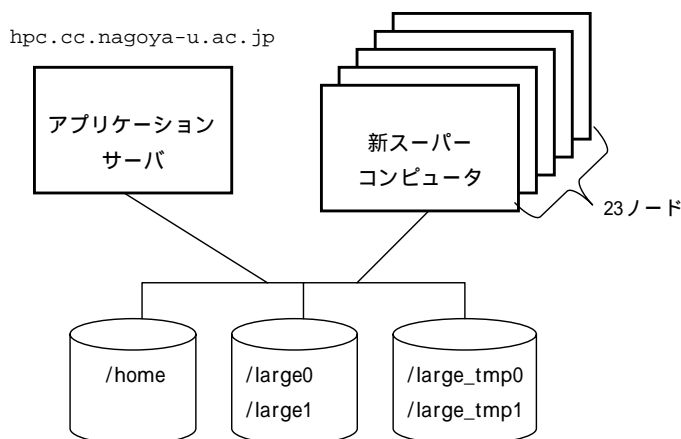 hpc.cc.nagoya-u.ac.jp
アプリケーション
サーバ
新スーパー
コンピュータ
23ノード
/home
/large0
/large1
/large_tmp0
/large_tmp1